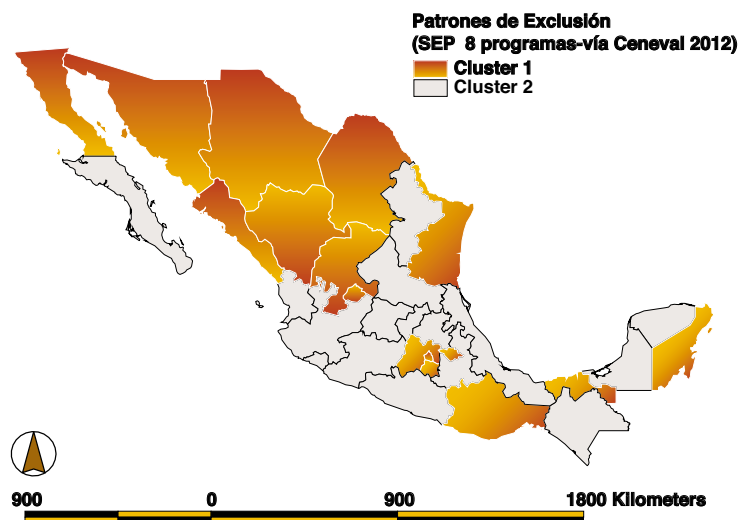 Patrones de Exclusión
(SEP 8 programas-vía Ceneval 2012)
Cluster 1
Cluster 2
900 0 900 1800 Kilometers